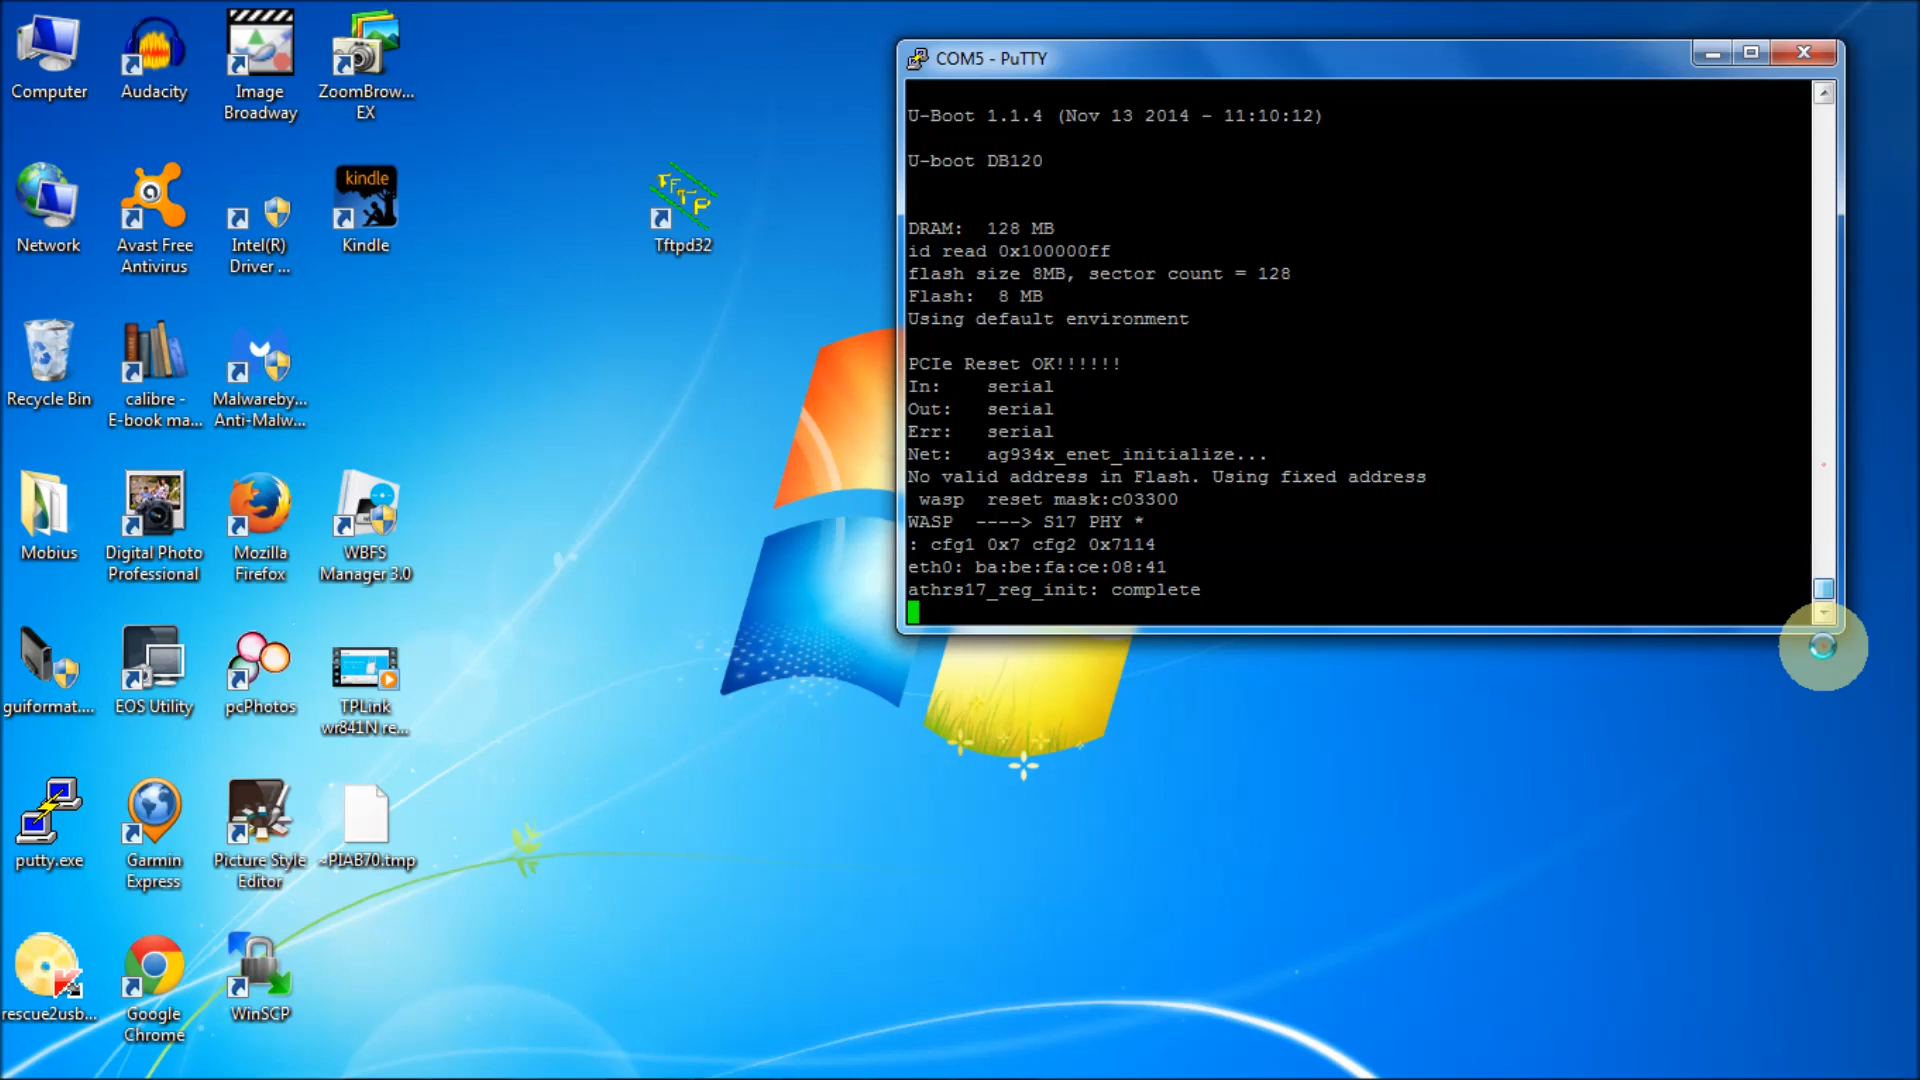 Computer
Audacity
Image
Broadway
ZoomBrow...
EX
Network
Avast Free
Antivirus
Intel(R)
Driver ...
kindle
Kindle
TFTP
Tftpd32
Recycle Bin
calibre -
E-book ma...
Malwareby...
Anti-Malw...
Mobius
Digital Photo
Professional
Mozilla
Firefox
WBFS
Manager 3.0
guiformat....
EOS Utility
pcPhotos
TPLink
wr841N re...
putty.exe
Garmin
Express
Picture Style
Editor
~PIAB70.tmp
rescue2usb...
Google
Chrome
WinSCP
COM5 - PuTTY
U-Boot 1.1.4 (Nov 13 2014 - 11:10:12)
U-boot DB120
DRAM:  128 MB
id read 0x100000ff
flash size 8MB, sector count = 128
Flash:  8 MB
Using default environment
PCIe Reset OK!!!!!!
In:    serial
Out:   serial
Err:   serial
Net:   ag934x_enet_initialize...
No valid address in Flash. Using fixed address
 wasp  reset mask:c03300
WASP  ----> S17 PHY *
: cfg1 0x7 cfg2 0x7114
eth0: ba:be:fa:ce:08:41
athrs17_reg_init: complete